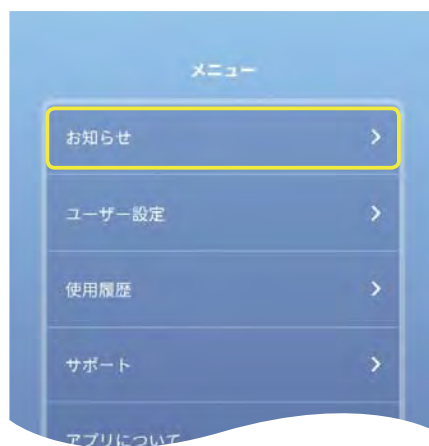 メニュー
お知らせ
ユーザー設定
使用履歴
サポート
アプリについて